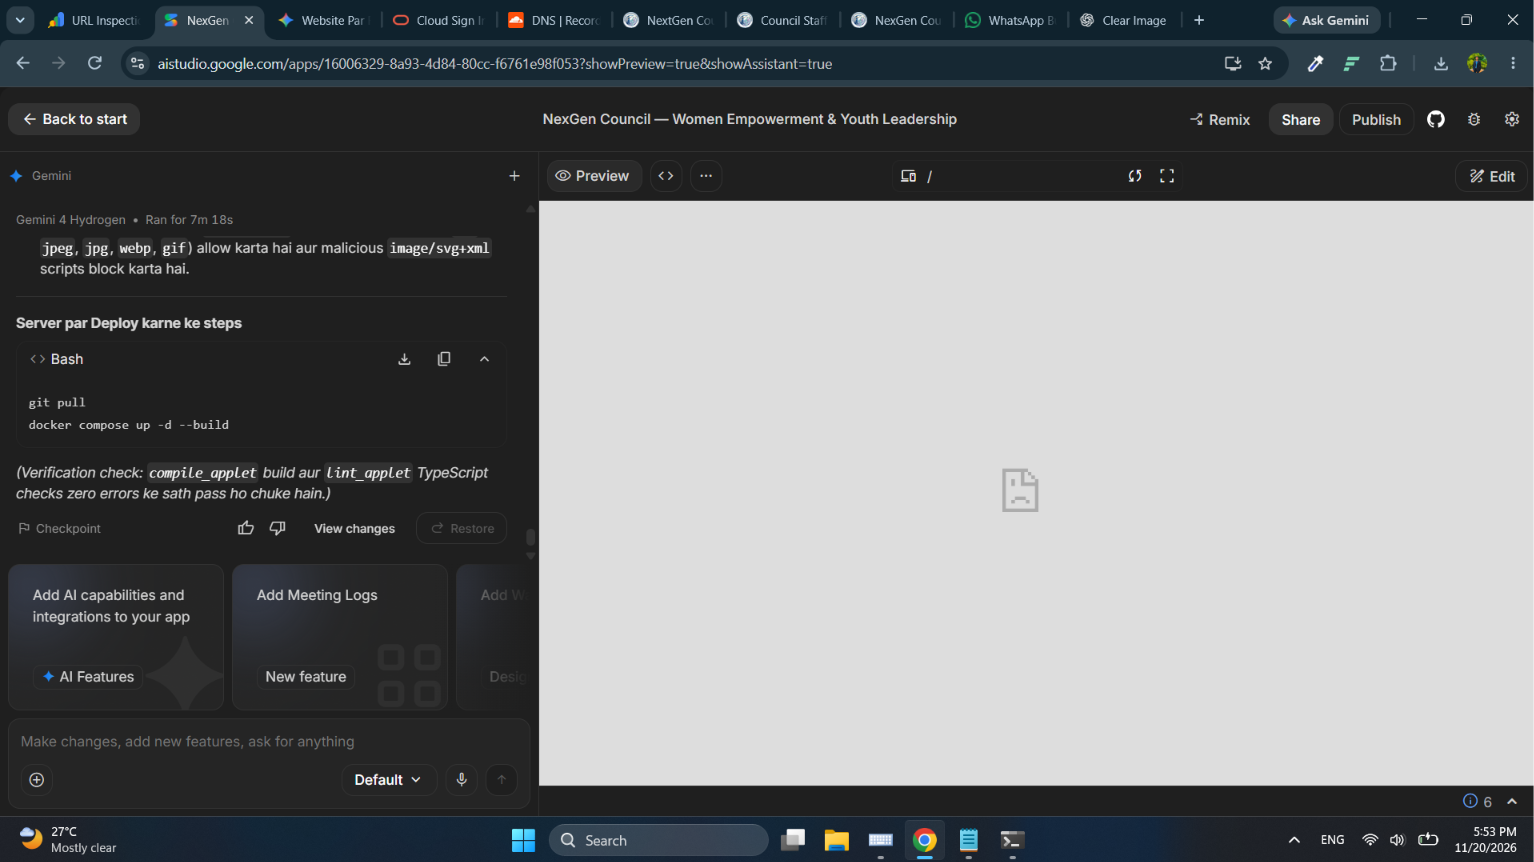 URL Inspecti
NexGen
Website Par
Cloud Sign I
DNS | Recor
NextGen Co
Council Staf
NexGen Cou
WhatsApp B
Clear Image
Ask Gemini
aistudio.google.com/apps/16006329-8a93-4d84-80cc-f6761e98f053?showPreview=true&showAssistant=true
Back to start
NexGen Council — Women Empowerment & Youth Leadership
Remix
Share
Publish
Gemini
Preview
/
Edit
Gemini 4 Hydrogen • Ran for 7m 18s
jpeg, jpg, webp, gif) allow karta hai aur malicious image/svg+xml
scripts block karta hai.
Server par Deploy karne ke steps
Bash
git pull
docker compose up -d --build
(Verification check: compile_applet build aur lint_applet TypeScript
checks zero errors ke sath pass ho chuke hain.)
Checkpoint
View changes
Restore
Add AI capabilities and
integrations to your app
AI Features
Add Meeting Logs
New feature
Add W
Desig
Make changes, add new features, ask for anything
Default
6
27°C
Mostly clear
Search
ENG
5:53 PM
11/20/2026